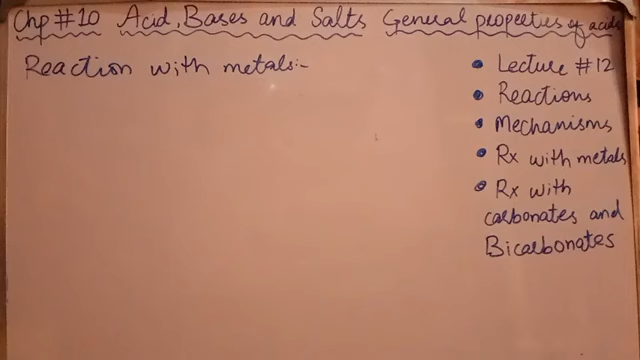 Chp #10 Acid, Bases and Salts General properties of acids
Reaction with metals:-
• Lecture #12
• Reactions
• Mechanisms
• Rx with metals
• Rx with
carbonates and
Bicarbonates